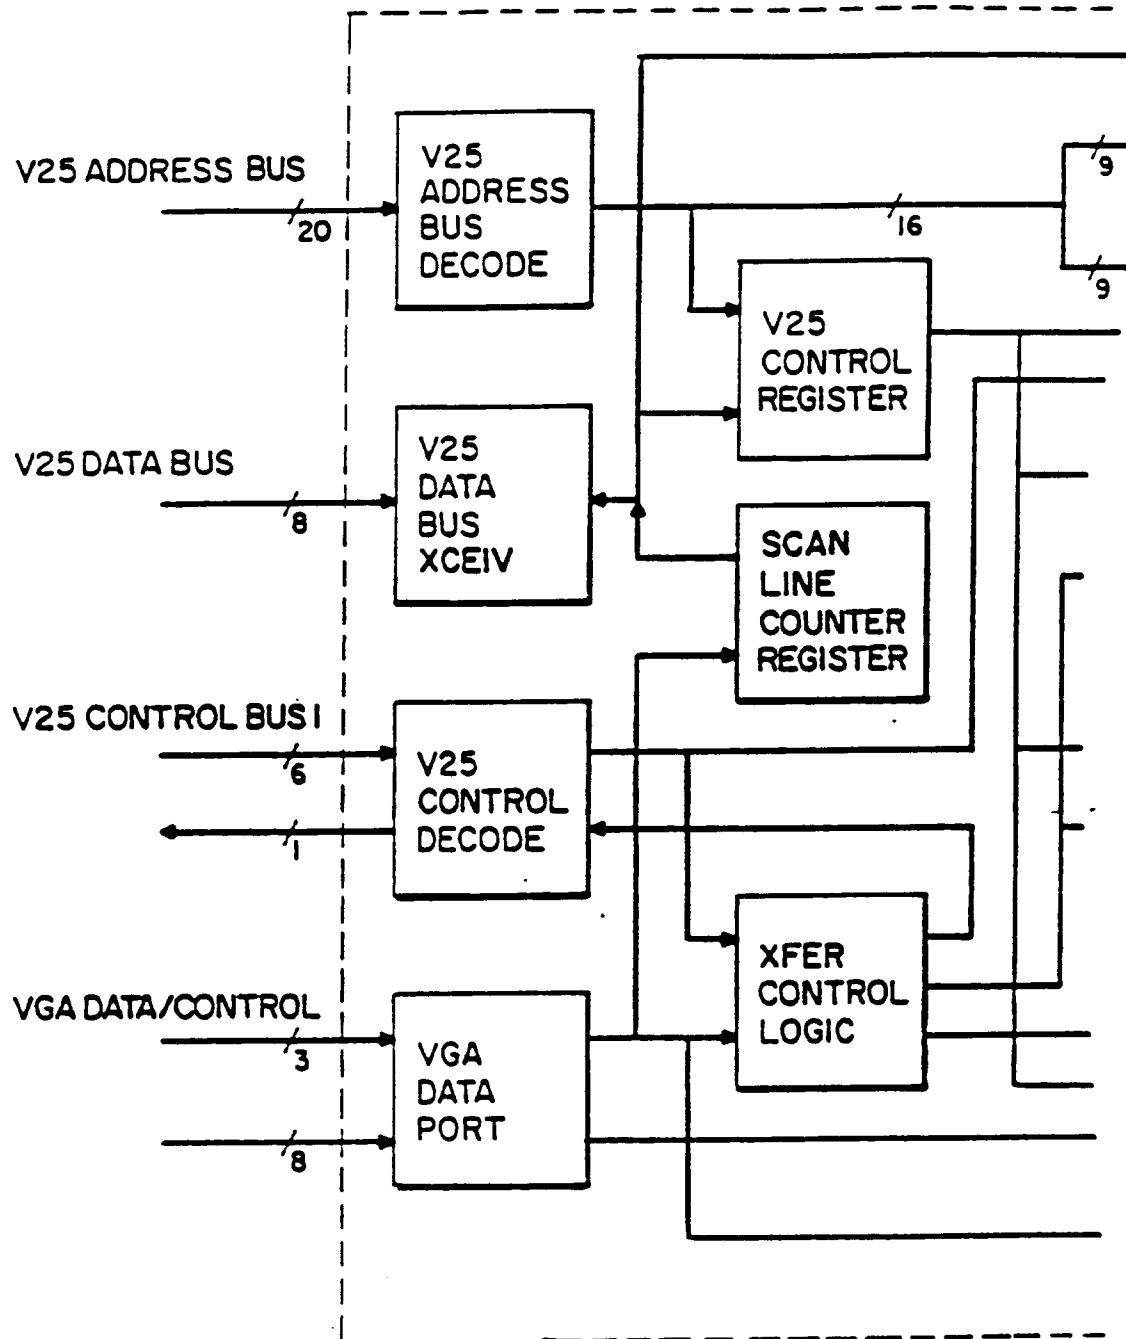 V25 ADDRESS BUS
20
V25
ADDRESS
BUS
DECODE
16
9
9
V25
CONTROL
REGISTER
V25 DATA BUS
8
V25
DATA
BUS
XCEIV
SCAN
LINE
COUNTER
REGISTER
V25 CONTROL BUS I
6
1
V25
CONTROL
DECODE
XFER
CONTROL
LOGIC
VGA DATA/CONTROL
3
8
VGA
DATA
PORT